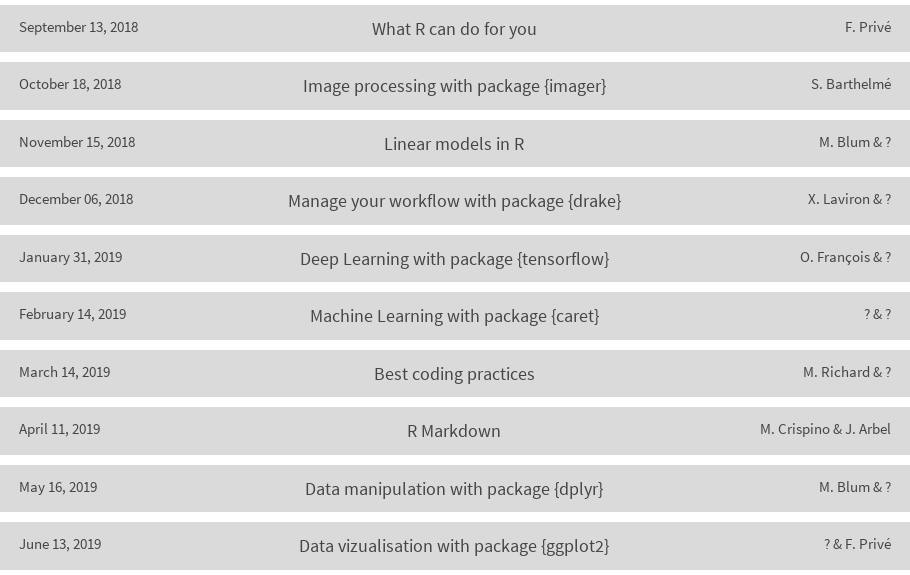 September 13, 2018 What R can do for you F. Privé
October 18, 2018 Image processing with package {imager} S. Barthelmé
November 15, 2018 Linear models in R M. Blum & ?
December 06, 2018 Manage your workflow with package {drake} X. Laviron & ?
January 31, 2019 Deep Learning with package {tensorflow} O. François & ?
February 14, 2019 Machine Learning with package {caret} ? & ?
March 14, 2019 Best coding practices M. Richard & ?
April 11, 2019 R Markdown M. Crispino & J. Arbel
May 16, 2019 Data manipulation with package {dplyr} M. Blum & ?
June 13, 2019 Data vizualisation with package {ggplot2} ? & F. Privé